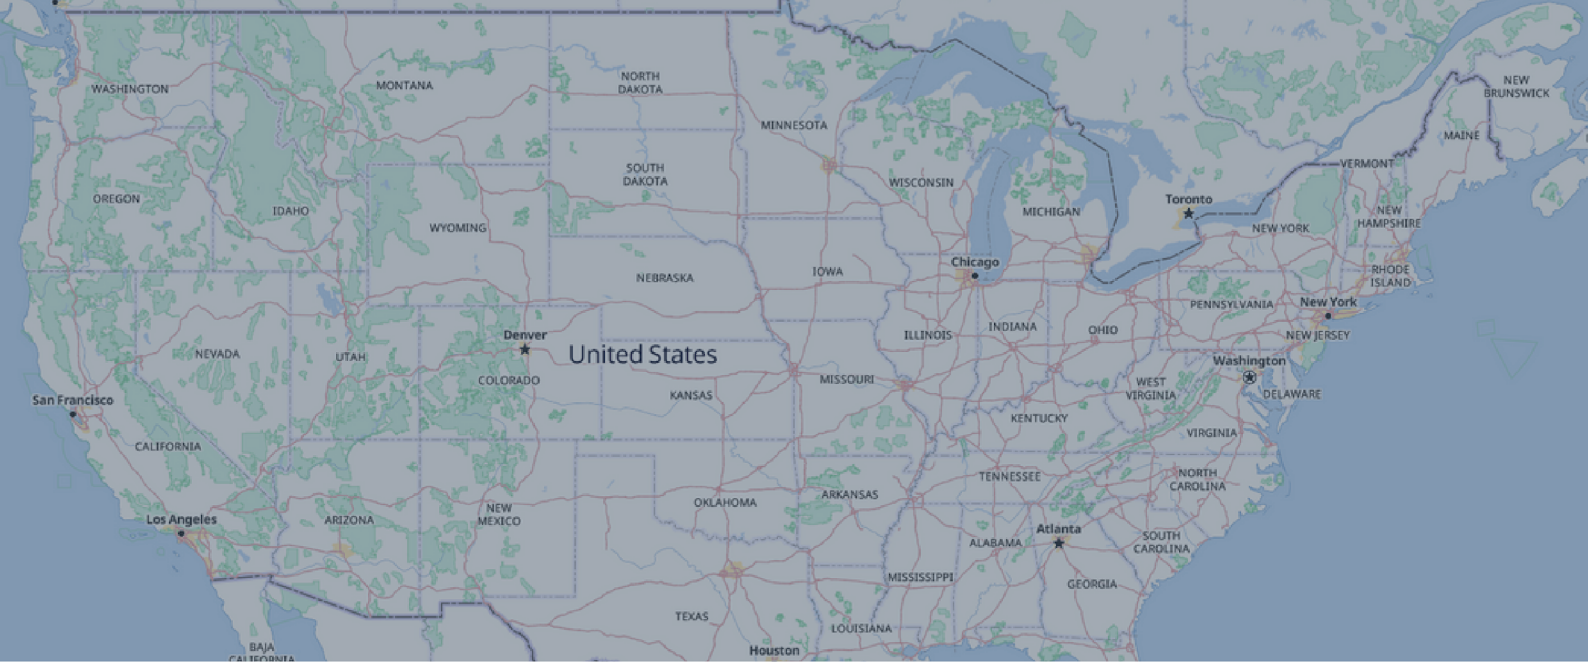 WASHINGTON
MONTANA
NORTH
DAKOTA
MINNESOTA
NEW
BRUNSWICK
MAINE
VERMONT
OREGON
IDAHO
WYOMING
SOUTH
DAKOTA
WISCONSIN
MICHIGAN
Toronto
NEW YORK
NEW
HAMPSHIRE
NEBRASKA
IOWA
Chicago
RHODE
ISLAND
PENNSYLVANIA
New York
NEVADA
UTAH
Denver
COLORADO
United States
ILLINOIS
INDIANA
OHIO
NEW JERSEY
Washington
San Francisco
CALIFORNIA
KANSAS
MISSOURI
KENTUCKY
WEST
VIRGINIA
DELAWARE
VIRGINIA
Los Angeles
ARIZONA
NEW
MEXICO
OKLAHOMA
ARKANSAS
TENNESSEE
NORTH
CAROLINA
Atlanta
ALABAMA
SOUTH
CAROLINA
MISSISSIPPI
GEORGIA
TEXAS
LOUISIANA
Houston
BAJA
CALIFORNIA